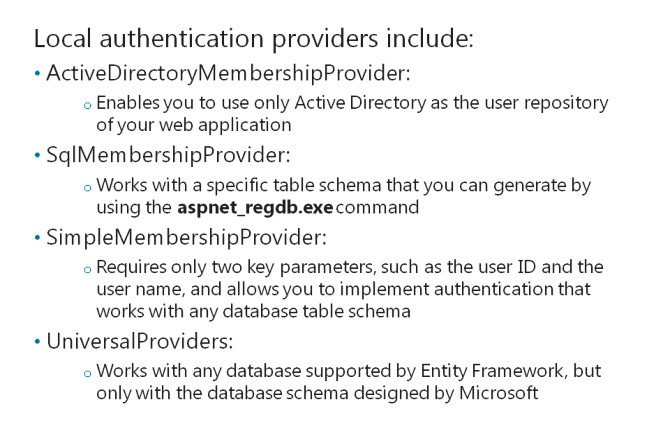 Local authentication providers include:
• ActiveDirectoryMembershipProvider:
o Enables you to use only Active Directory as the user repository
of your web application
• SqlMembershipProvider:
o Works with a specific table schema that you can generate by
using the aspnet_regdb.exe command
• SimpleMembershipProvider:
o Requires only two key parameters, such as the user ID and the
user name, and allows you to implement authentication that
works with any database table schema
• UniversalProviders:
o Works with any database supported by Entity Framework, but
only with the database schema designed by Microsoft